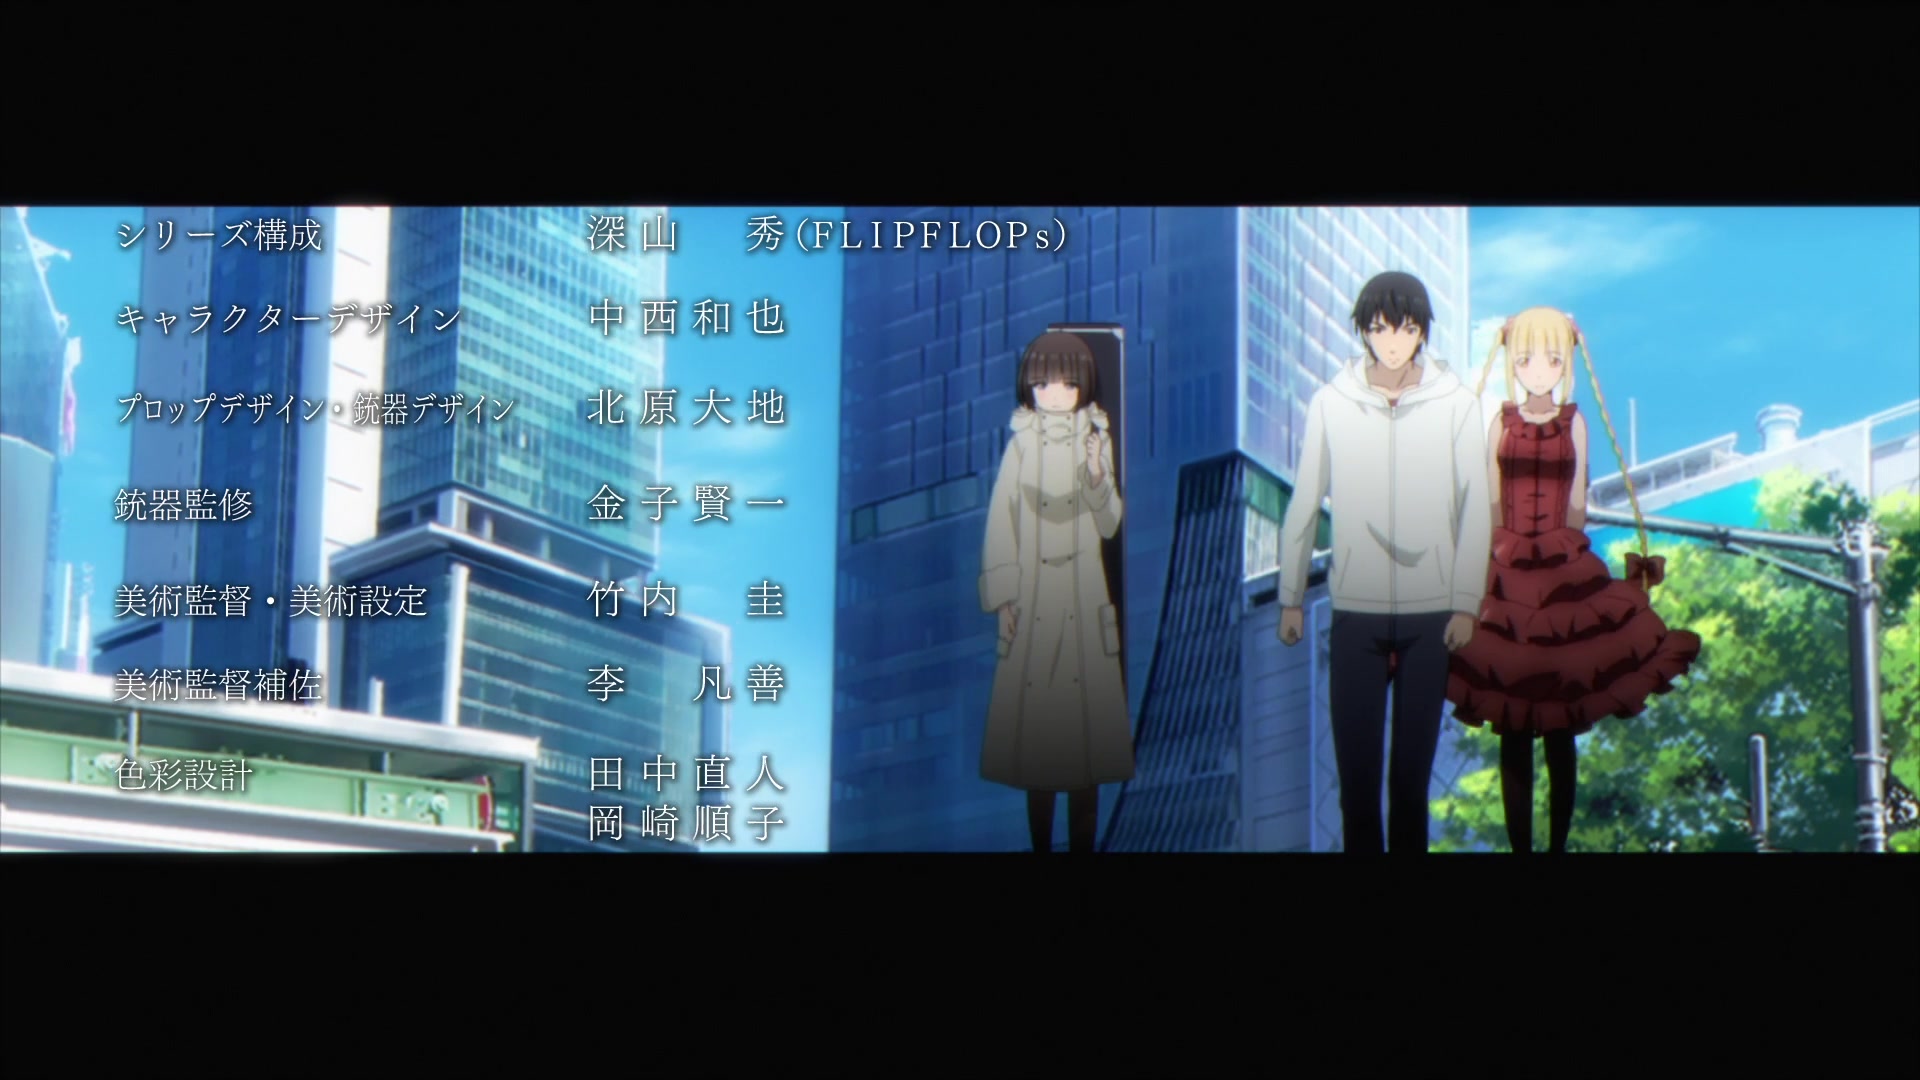 シリーズ構成 深山 秀(FLIPFLOPs)
キャラクターデザイン 中西和也
プロップデザイン・銃器デザイン 北原大地
銃器監修 金子賢一
美術監督・美術設定 竹内 圭
美術監督補佐 李 凡善
色彩設計 田中直人
岡崎順子